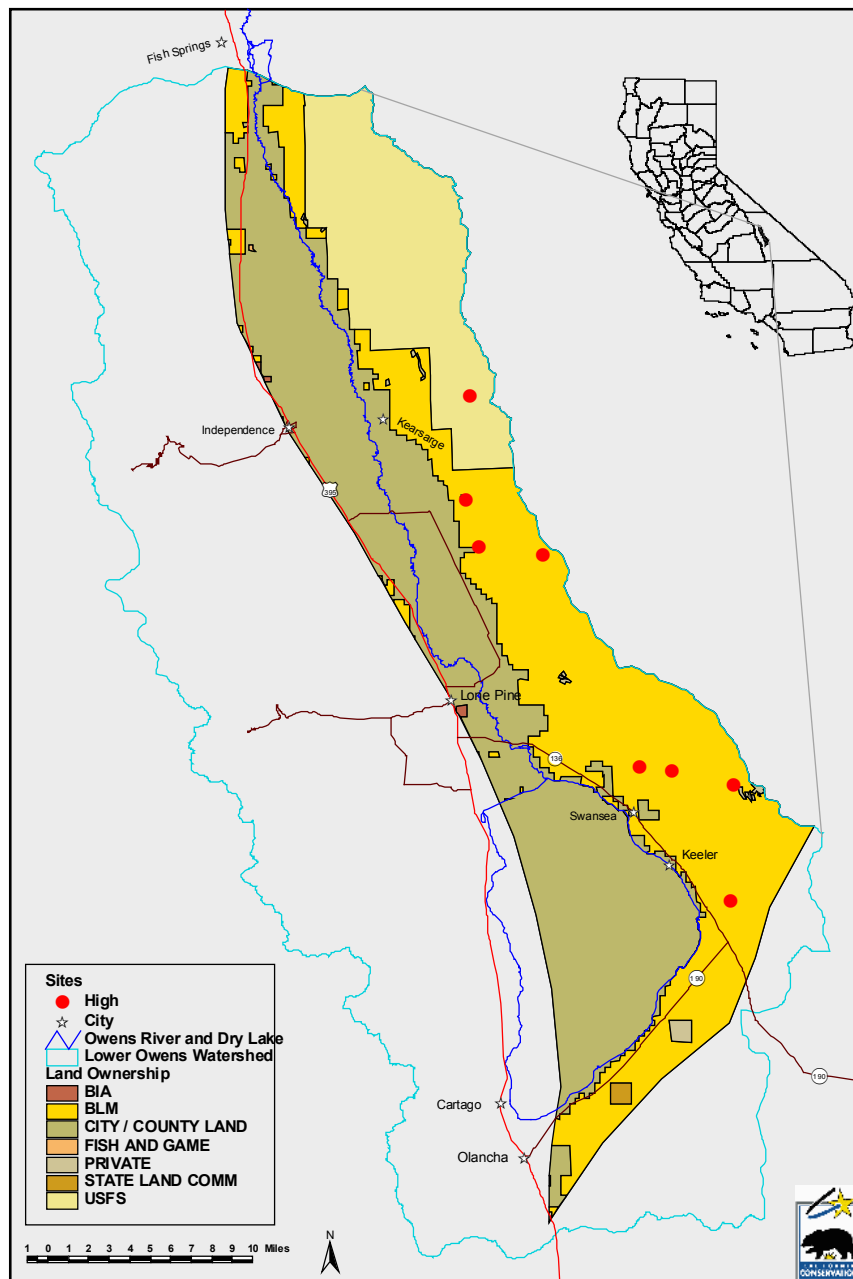 Fish Springs
Independence
Kearsarge
395
Lone Pine
136
Swansea
Keeler
190
190
Cartago
Olancha
Sites
High
City
Owens River and Dry Lake
Lower Owens Watershed
Land Ownership
BIA
BLM
CITY / COUNTY LAND
FISH AND GAME
PRIVATE
STATE LAND COMM
USFS
1 0 1 2 3 4 5 6 7 8 9 10 Miles
N
CONSERVATION